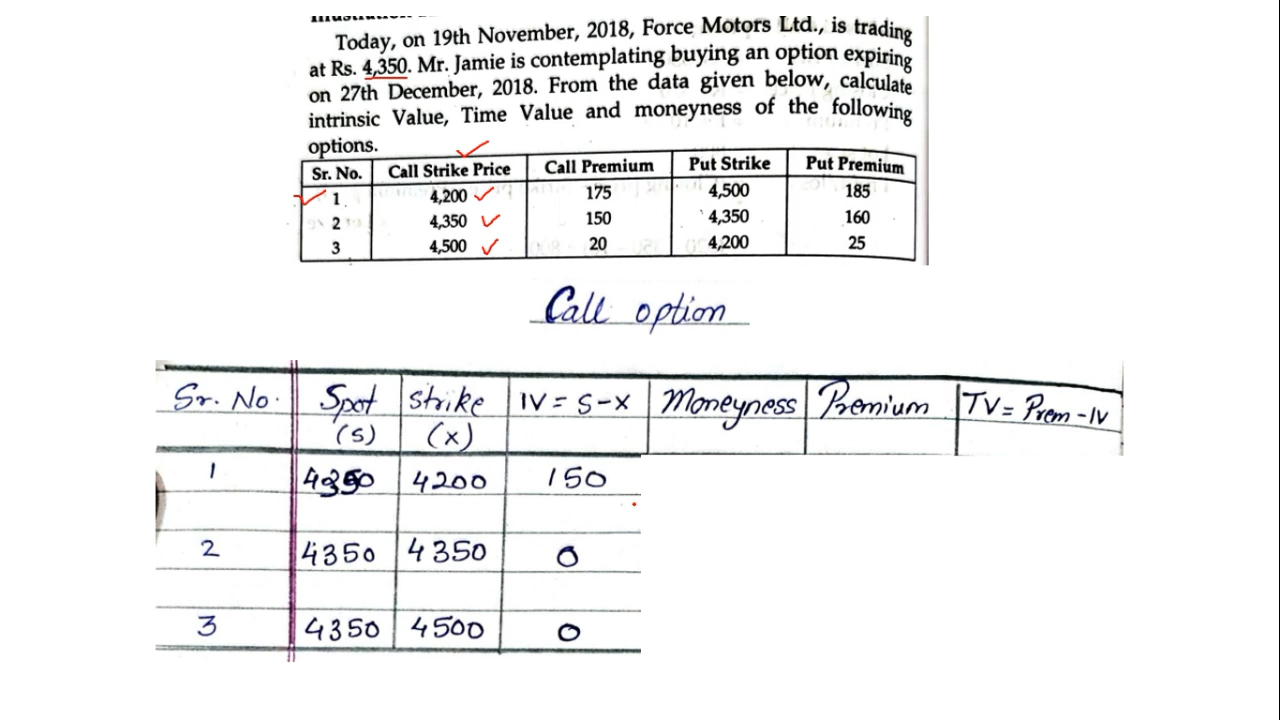 Today, on 19th November, 2018, Force Motors Ltd., is trading
at Rs. 4,350. Mr. Jamie is contemplating buying an option expiring
on 27th December, 2018. From the data given below, calculate
intrinsic Value, Time Value and moneyness of the following
options.
Sr. No. Call Strike Price Call Premium Put Strike Put Premium
1 4,200 175 4,500 185
2 4,350 150 4,350 160
3 4,500 20 4,200 25
Call option
Sr. No. Spot (S) Strike (X) IV = S-X Moneyness Premium TV = Prem - IV
1 4350 4200 150
2 4350 4350 0
3 4350 4500 0